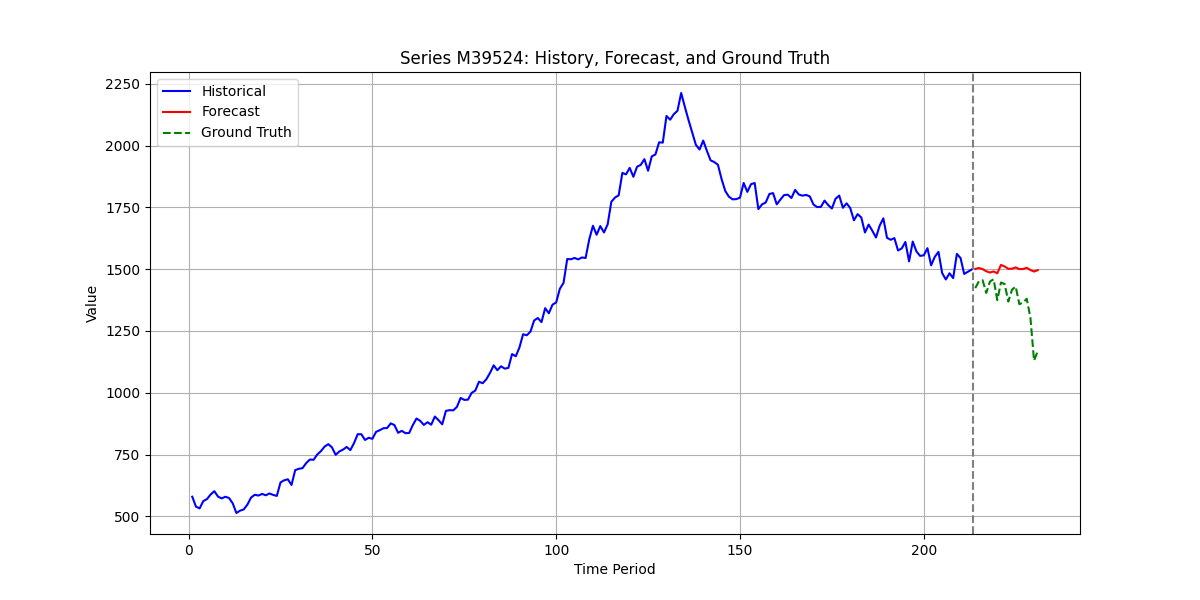 Series M39524: History, Forecast, and Ground Truth
Historical
Forecast
Ground Truth
Value
2250
2000
1750
1500
1250
1000
750
500
0
50
100
150
200
Time Period